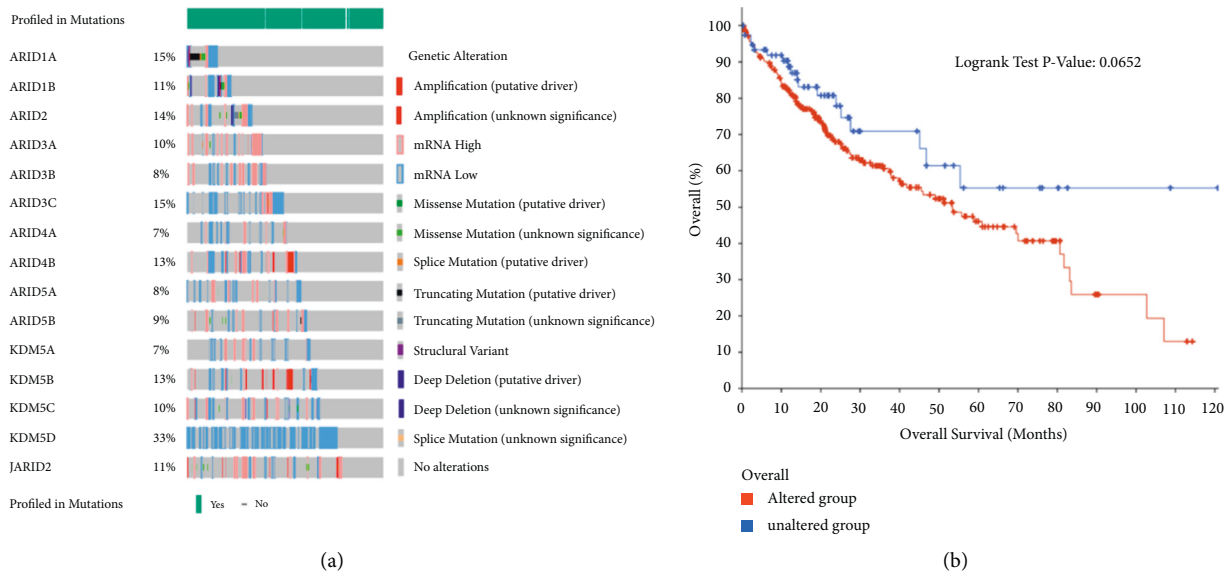 Profiled in Mutations
ARID1A 15%
ARID1B 11%
ARID2 14%
ARID3A 10%
ARID3B 8%
ARID3C 15%
ARID4A 7%
ARID4B 13%
ARID5A 8%
ARID5B 9%
KDM5A 7%
KDM5B 13%
KDM5C 10%
KDM5D 33%
JARID2 11%
Profiled in Mutations Yes No
Genetic Alteration
Amplification (putative driver)
Amplification (unknown significance)
mRNA High
mRNA Low
Missense Mutation (putative driver)
Missense Mutation (unknown significance)
Splice Mutation (putative driver)
Truncating Mutation (putative driver)
Truncating Mutation (unknown significance)
Struclural Variant
Deep Deletion (putative driver)
Deep Deletion (unknown significance)
Splice Mutation (unknown significance)
No alterations
(a)
Logrank Test P-Value: 0.0652
Overall (%)
100
90
80
70
60
50
40
30
20
10
0
0 10 20 30 40 50 60 70 80 90 100 110 120
Overall Survival (Months)
Overall
Altered group
unaltered group
(b)